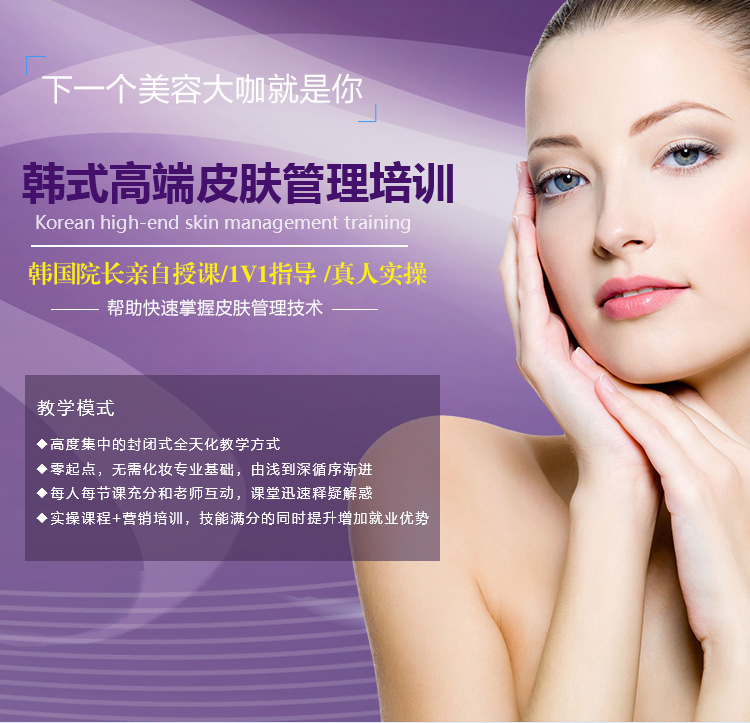 下一个美容大咖就是你
韩式高端皮肤管理培训
Korean high-end skin management training
韩国院长亲自授课/1V1指导 /真人实操
帮助快速掌握皮肤管理技术
教学模式
◆高度集中的封闭式全天化教学方式
◆零起点，无需化妆专业基础，由浅到深循序渐进
◆每人每节课充分和老师互动，课堂迅速释疑解惑
◆实操课程+营销培训，技能满分的同时提升增加就业优势